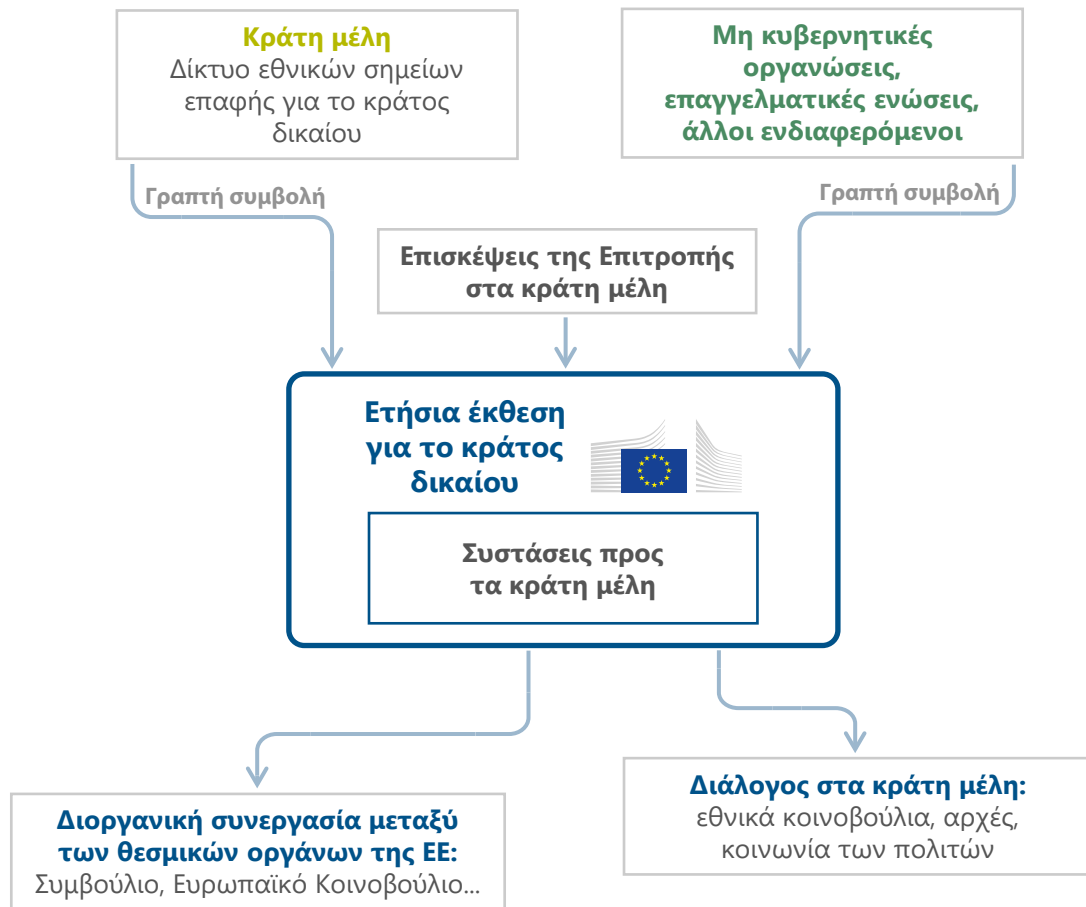 Κράτη μέλη
Δίκτυο εθνικών σημείων
επαφής για το κράτος
δικαίου
Μη κυβερνητικές
οργανώσεις,
επαγγελματικές ενώσεις,
άλλοι ενδιαφερόμενοι
Γραπτή συμβολή
Γραπτή συμβολή
Επισκέψεις της Επιτροπής
στα κράτη μέλη
Ετήσια έκθεση
για το κράτος
δικαίου
Συστάσεις προς
τα κράτη μέλη
Διοργανική συνεργασία μεταξύ
των θεσμικών οργάνων της ΕΕ:
Συμβούλιο, Ευρωπαϊκό Κοινοβούλιο...
Διάλογος στα κράτη μέλη:
εθνικά κοινοβούλια, αρχές,
κοινωνία των πολιτών